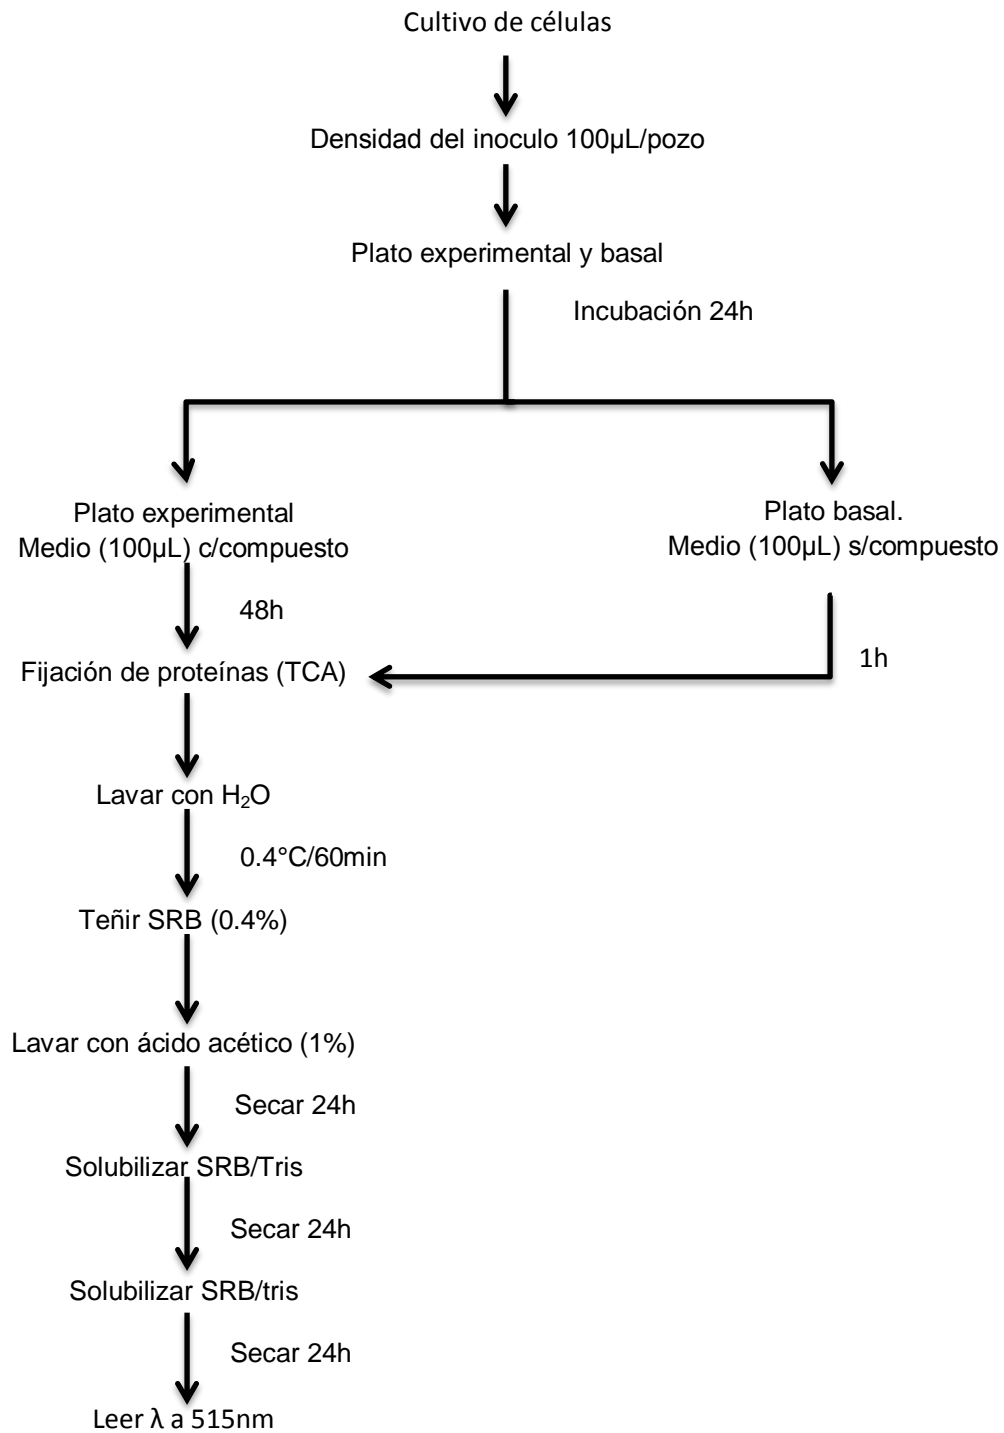 Cultivo de células
Densidad del inoculo 100µL/pozo
Plato experimental y basal
Incubación 24h
Plato experimental
Medio (100µL) c/compuesto
Plato basal.
Medio (100µL) s/compuesto
48h
1h
Fijación de proteínas (TCA)
Lavar con H₂O
0.4°C/60min
Teñir SRB (0.4%)
Lavar con ácido acético (1%)
Secar 24h
Solubilizar SRB/Tris
Secar 24h
Solubilizar SRB/tris
Secar 24h
Leer λ a 515nm